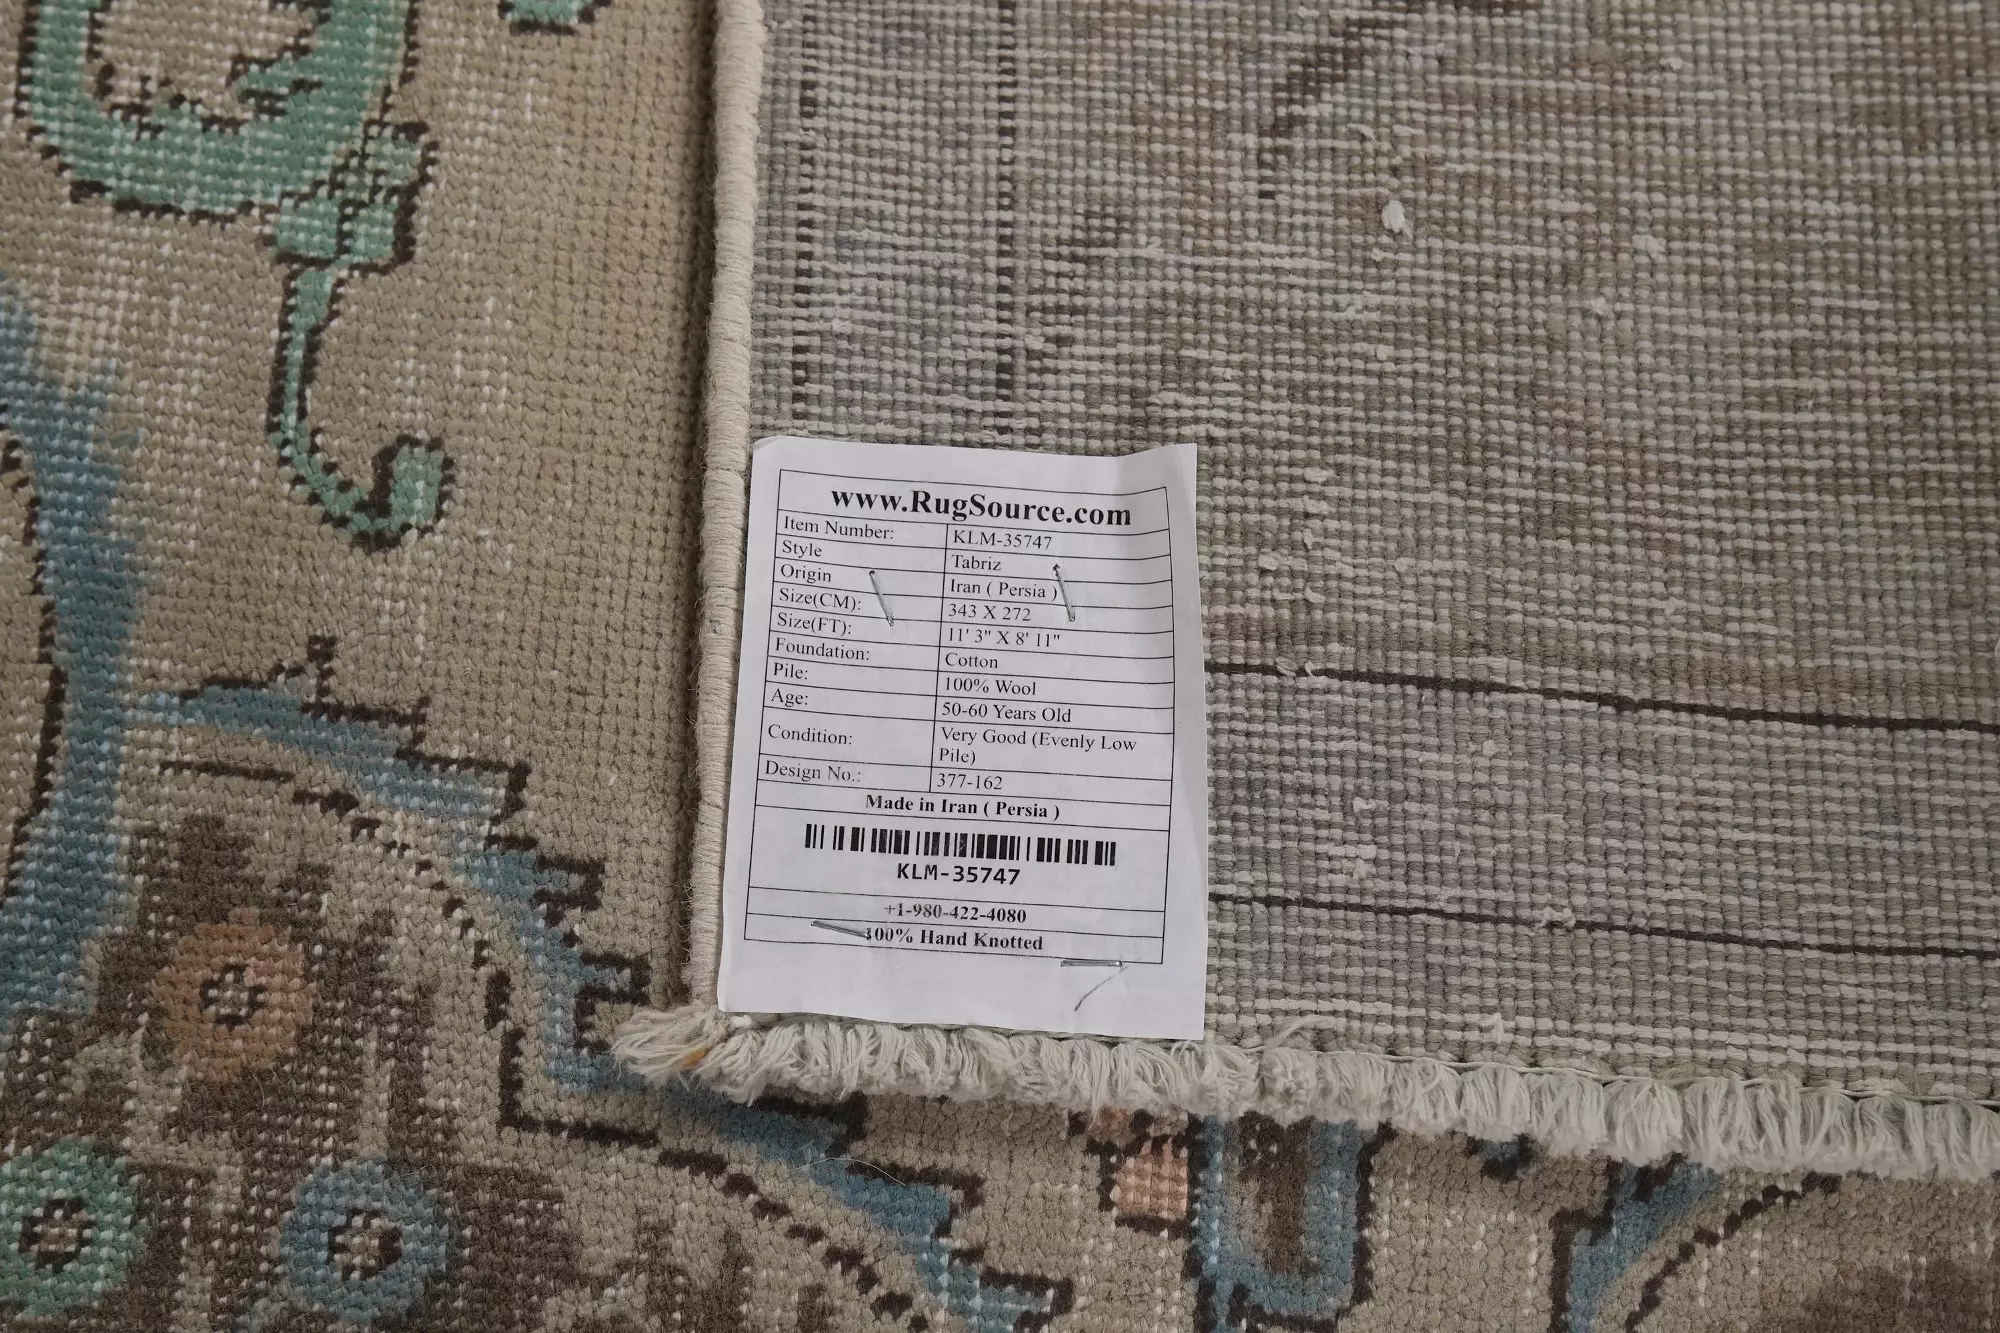 www.RugSource.com
Item Number: KLM-35747
Style Tabriz
Origin Iran ( Persia )
Size(CM): 343 X 272
Size(FT): 11' 3" X 8' 11"
Foundation: Cotton
Pile: 100% Wool
Age: 50-60 Years Old
Condition: Very Good (Evenly Low
Pile)
Design No.: 377-162
Made in Iran ( Persia )
KLM-35747
+1-980-422-4080
100% Hand Knotted